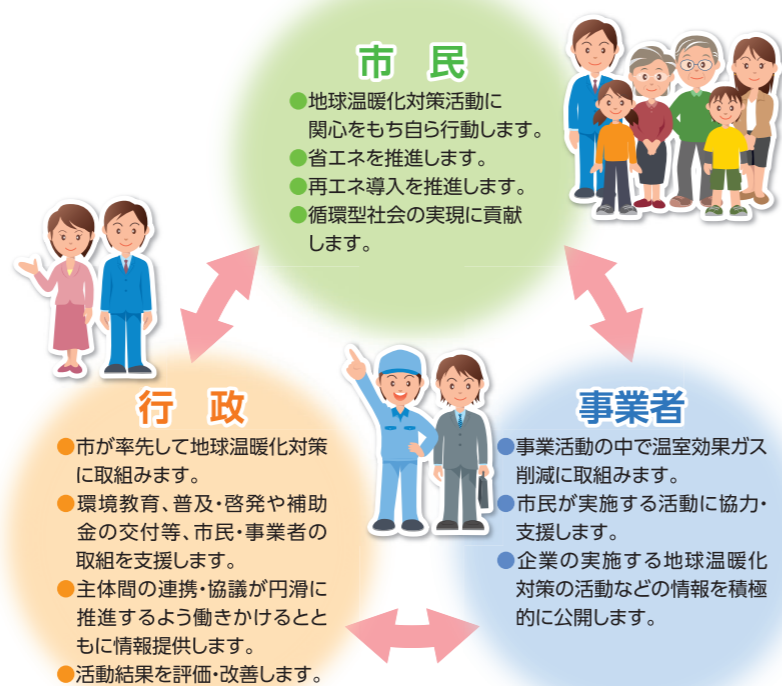 市 民
●地球温暖化対策活動に
関心をもち自ら行動します。
●省エネを推進します。
●再エネ導入を推進します。
●循環型社会の実現に貢献
します。
行 政
●市が率先して地球温暖化対策
に取組みます。
●環境教育、普及・啓発や補助
金の交付等、市民・事業者の
取組を支援します。
●主体間の連携・協議が円滑に
推進するよう働きかけるとと
もに情報提供します。
●活動結果を評価・改善します。
事業者
●事業活動の中で温室効果ガス
削減に取組みます。
●市民が実施する活動に協力・
支援します。
●企業の実施する地球温暖化
対策の活動などの情報を積極
的に公開します。